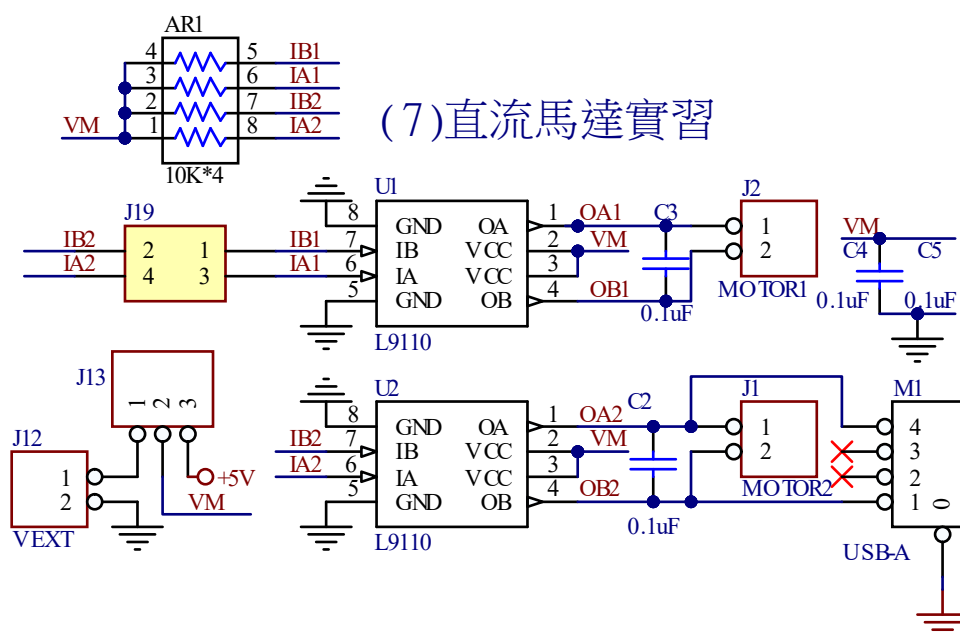 AR1
4 5 IB1
3 6 IA1
2 7 IB2
VM 1 8 IA2
10K*4
(7)直流馬達實習
J19
IB2 2 1 IB1
IA2 4 3 IA1
U1
8 GND OA 1 OA1
7 IB VCC 2 VM
6 IA VCC 3
5 GND OB 4 OB1
L9110
C3
0.1uF
J2
1
2
MOTOR1
VM
C4 C5
0.1uF 0.1uF
J13
1 2 3
J12
1
2
VEXT
+5V
VM
U2
8 GND OA 1 OA2
IB2 7 IB VCC 2 VM
IA2 6 IA VCC 3
5 GND OB 4 OB2
L9110
C2
0.1uF
J1
1
2
MOTOR2
M1
4
3
2
1 0
USB-A